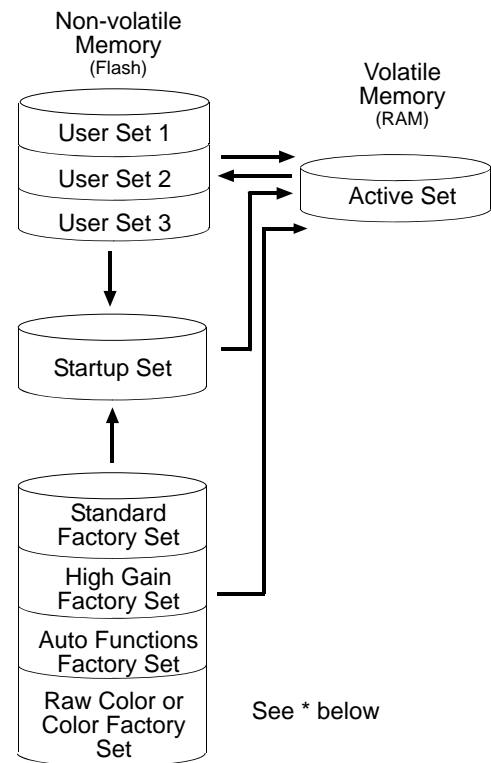 Non-volatile
Memory
(Flash)
Volatile
Memory
(RAM)
User Set 1
User Set 2
User Set 3
Active Set
Startup Set
Standard
Factory Set
High Gain
Factory Set
Auto Functions
Factory Set
Raw Color or
Color Factory
Set
See * below